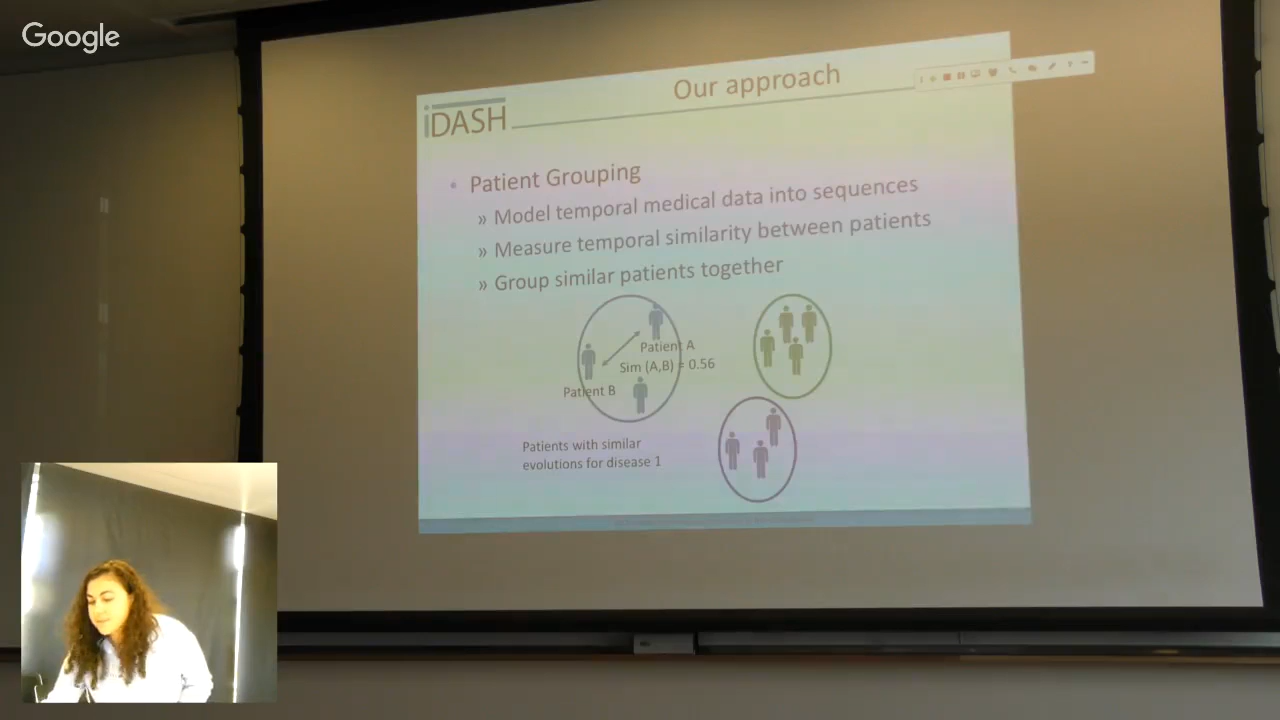 Google
Our approach
iDASH
• Patient Grouping
» Model temporal medical data into sequences
» Measure temporal similarity between patients
» Group similar patients together
Patient A
Sim (A,B) = 0.56
Patient B
Patients with similar
evolutions for disease 1